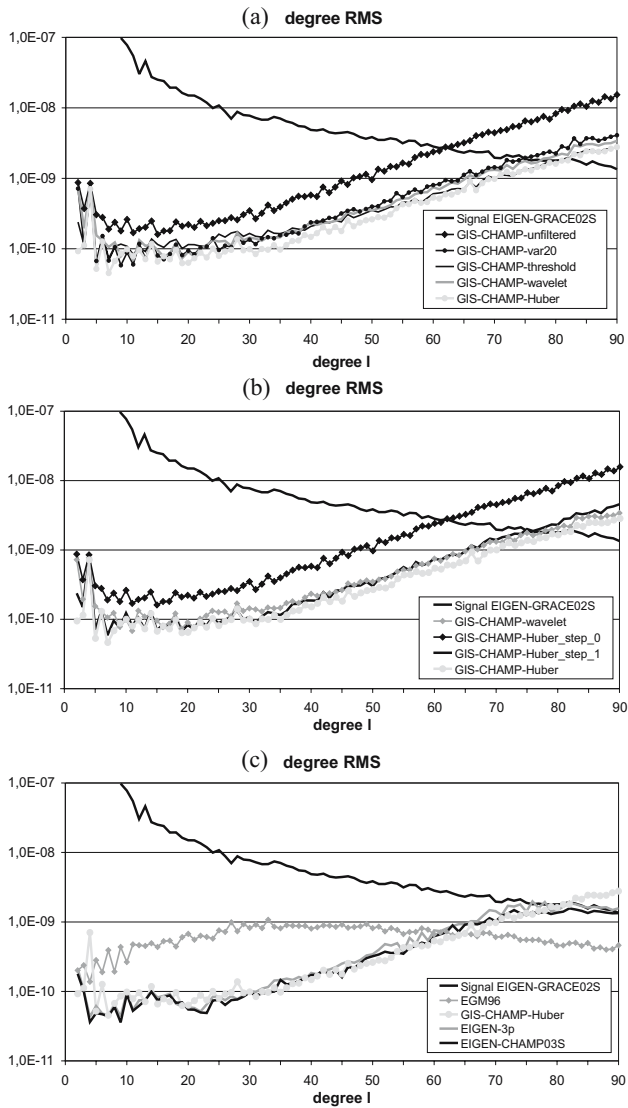 (a) degree RMS
1,0E-07
1,0E-08
1,0E-09
1,0E-10
1,0E-11
Signal EIGEN-GRACE02S
GIS-CHAMP-unfiltered
GIS-CHAMP-var20
GIS-CHAMP-threshold
GIS-CHAMP-wavelet
GIS-CHAMP-Huber
0 10 20 30 40 50 60 70 80 90
degree l
(b) degree RMS
1,0E-07
1,0E-08
1,0E-09
1,0E-10
1,0E-11
Signal EIGEN-GRACE02S
GIS-CHAMP-wavelet
GIS-CHAMP-Huber_step_0
GIS-CHAMP-Huber_step_1
GIS-CHAMP-Huber
0 10 20 30 40 50 60 70 80 90
degree l
(c) degree RMS
1,0E-07
1,0E-08
1,0E-09
1,0E-10
1,0E-11
Signal EIGEN-GRACE02S
EGM96
GIS-CHAMP-Huber
EIGEN-3p
EIGEN-CHAMP03S
0 10 20 30 40 50 60 70 80 90
degree l